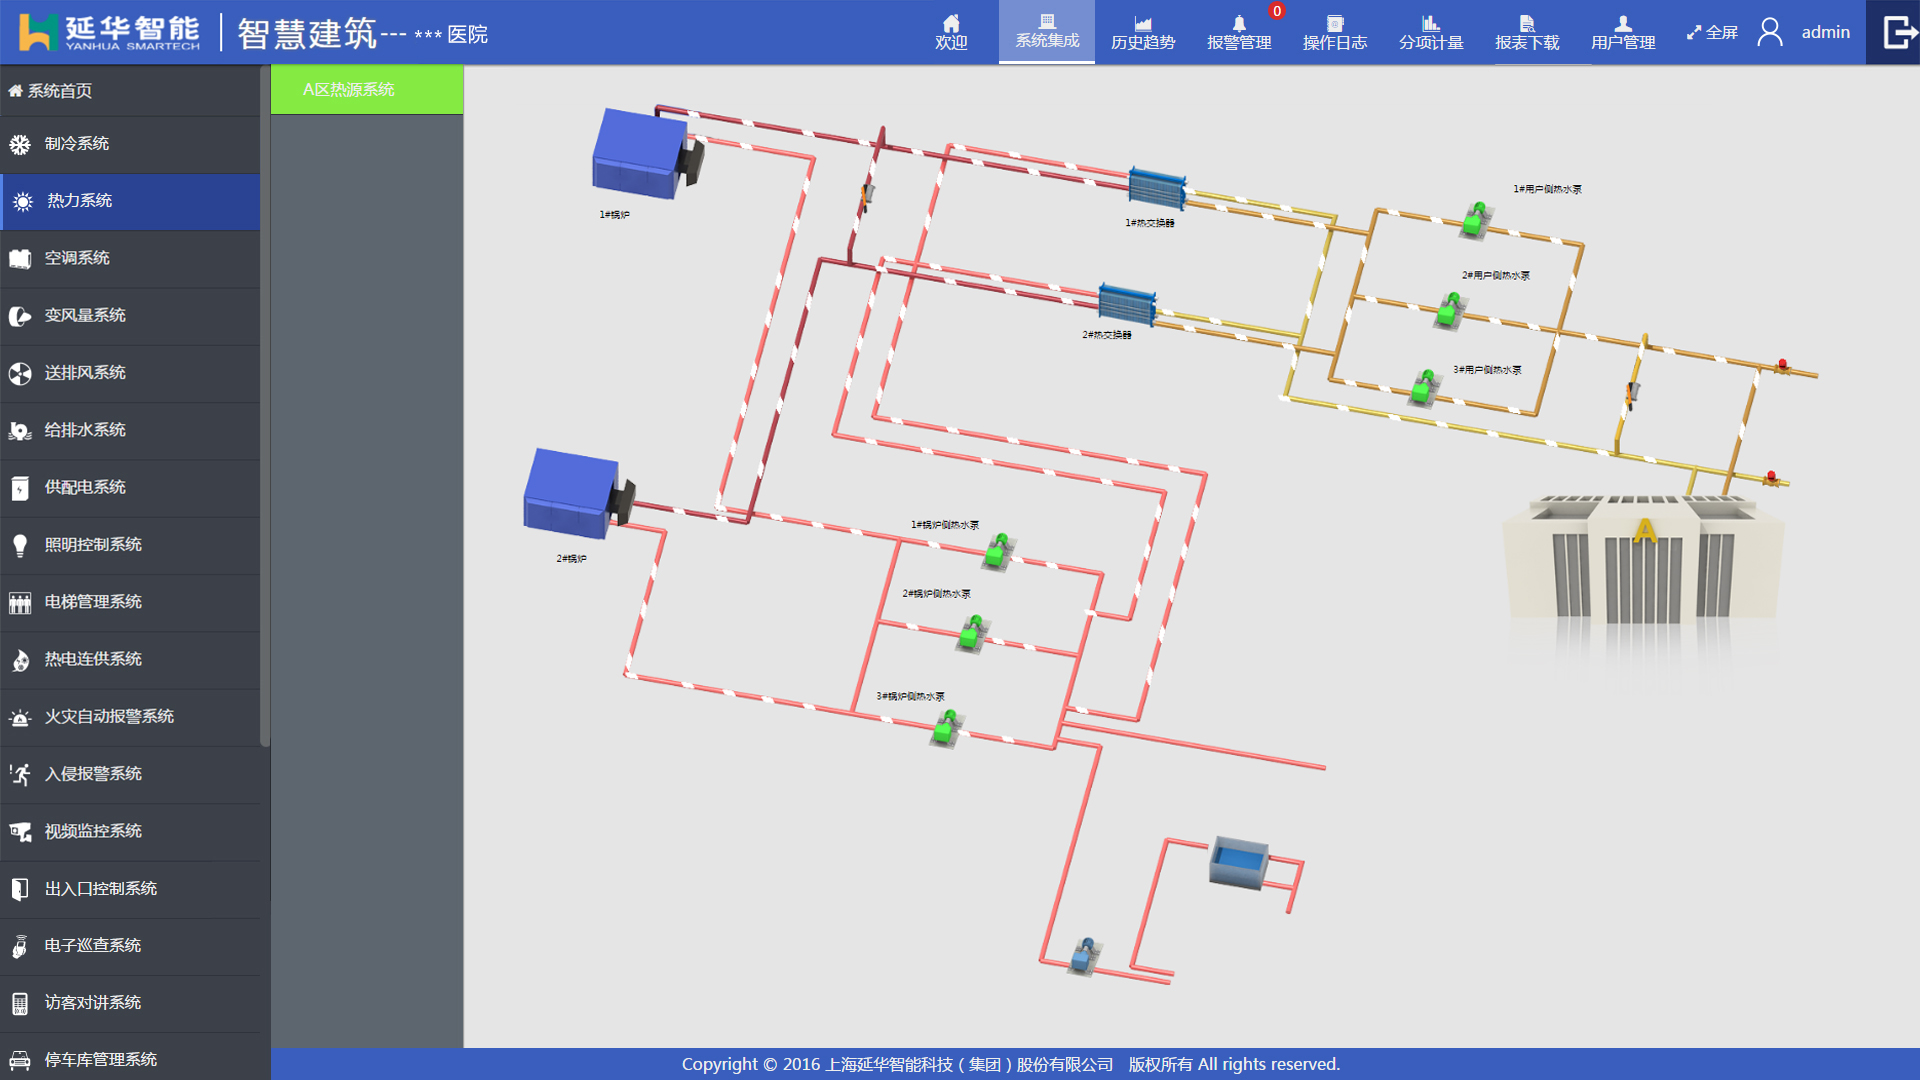 延华智能
YANHUA SMARTECH
智慧建筑--- *** 医院
欢迎
系统集成
历史趋势
0
报警管理
操作日志
分项计量
报表下载
用户管理
全屏
admin
系统首页
制冷系统
热力系统
空调系统
变风量系统
送排风系统
给排水系统
供配电系统
照明控制系统
电梯管理系统
热电连供系统
火灾自动报警系统
入侵报警系统
视频监控系统
出入口控制系统
电子巡查系统
访客对讲系统
停车库管理系统
A区热源系统
1#锅炉
1#热交换器
1#用户侧热水泵
2#用户侧热水泵
2#热交换器
3#用户侧热水泵
2#锅炉
1#锅炉侧热水泵
A
2#锅炉侧热水泵
3#锅炉侧热水泵
Copyright © 2016 上海延华智能科技 ( 集团 ) 股份有限公司 版权所有 All rights reserved.